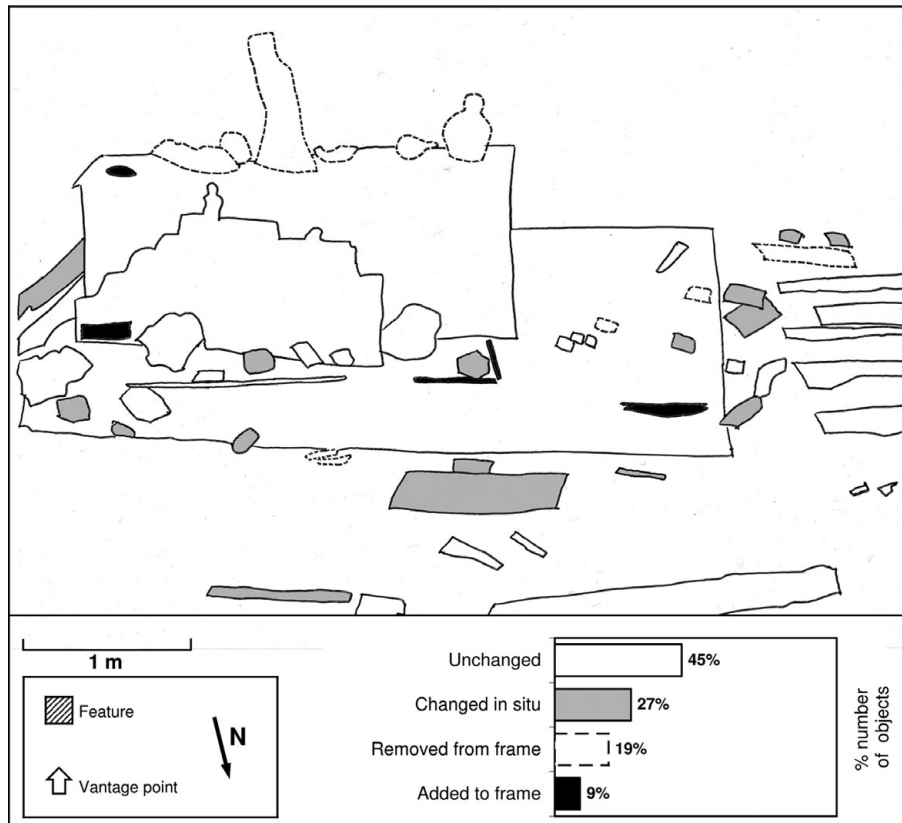 1 m
Feature
N
Vantage point
Unchanged 45%
Changed in situ 27%
Removed from frame 19%
Added to frame 9%
% number
of objects